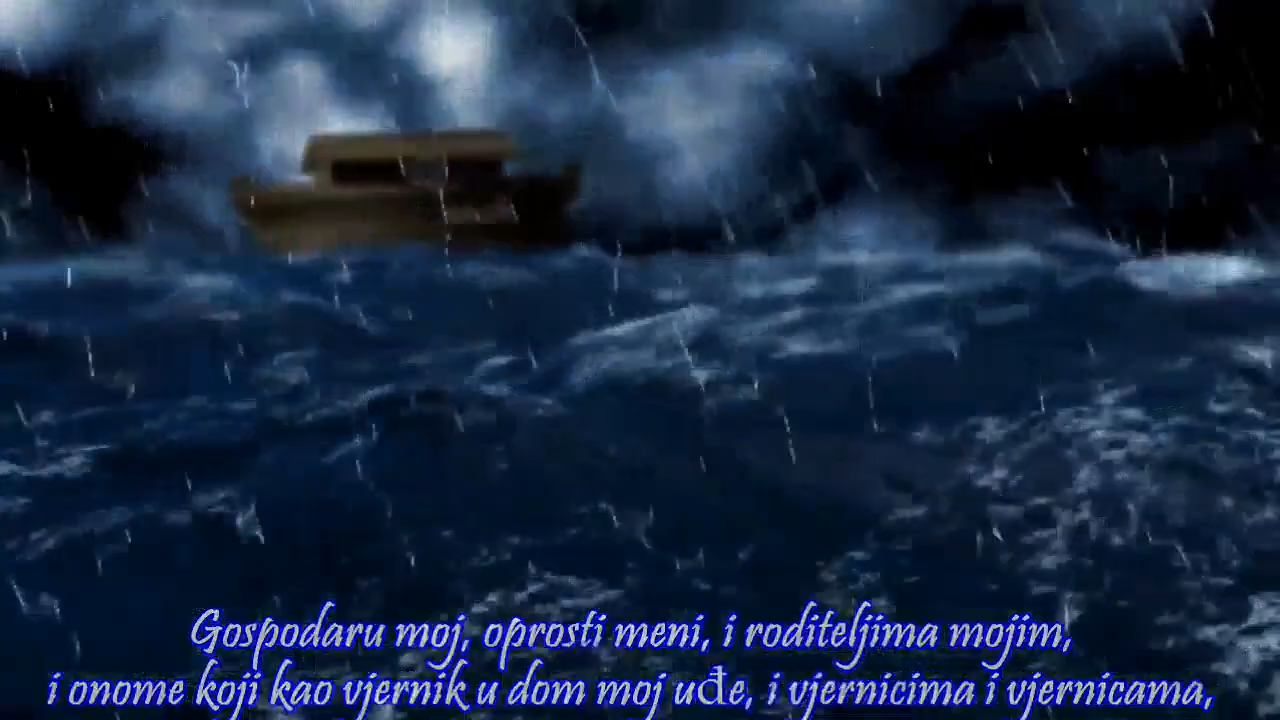 Gospodaru moj, oprosti meni, i roditeljima mojim,
i onome koji kao vjernik u dom moj uđe, i vjernicima i vjernicama,